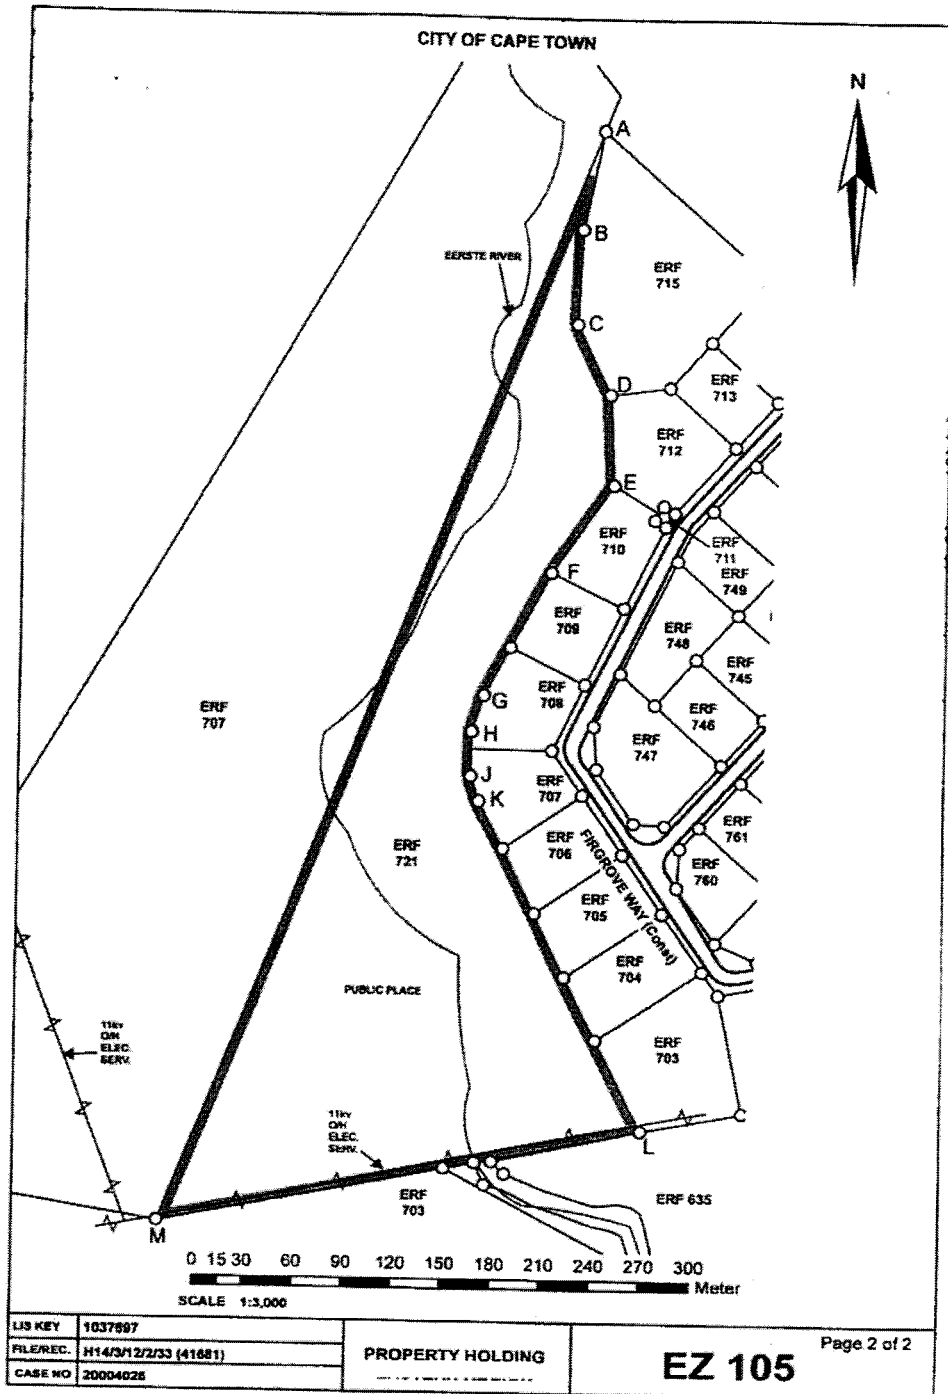 CITY OF CAPE TOWN
N
A
B
EERSTE RIVER
ERF
715
C
ERF
713
D
ERF
712
E
ERF
710
ERF
711
ERF
749
F
ERF
709
ERF
748
ERF
745
ERF
708
G
ERF
746
ERF
707
H
ERF
747
J
ERF
707
K
ERF
761
ERF
706
ERF
721
ERF
760
FIRGROVE WAY (Const)
ERF
705
ERF
704
PUBLIC PLACE
11kv
O/H
ELEC.
SERV.
ERF
703
11kv
O/H
ELEC.
SERV.
L
ERF
703
ERF 635
M
0 15 30 60 90 120 150 180 210 240 270 300
Meter
SCALE 1:3,000
LIS KEY 1037697
FILE/REC. H14/3/12/2/33 (41681)
CASE NO 20004026
PROPERTY HOLDING
EZ 105
Page 2 of 2